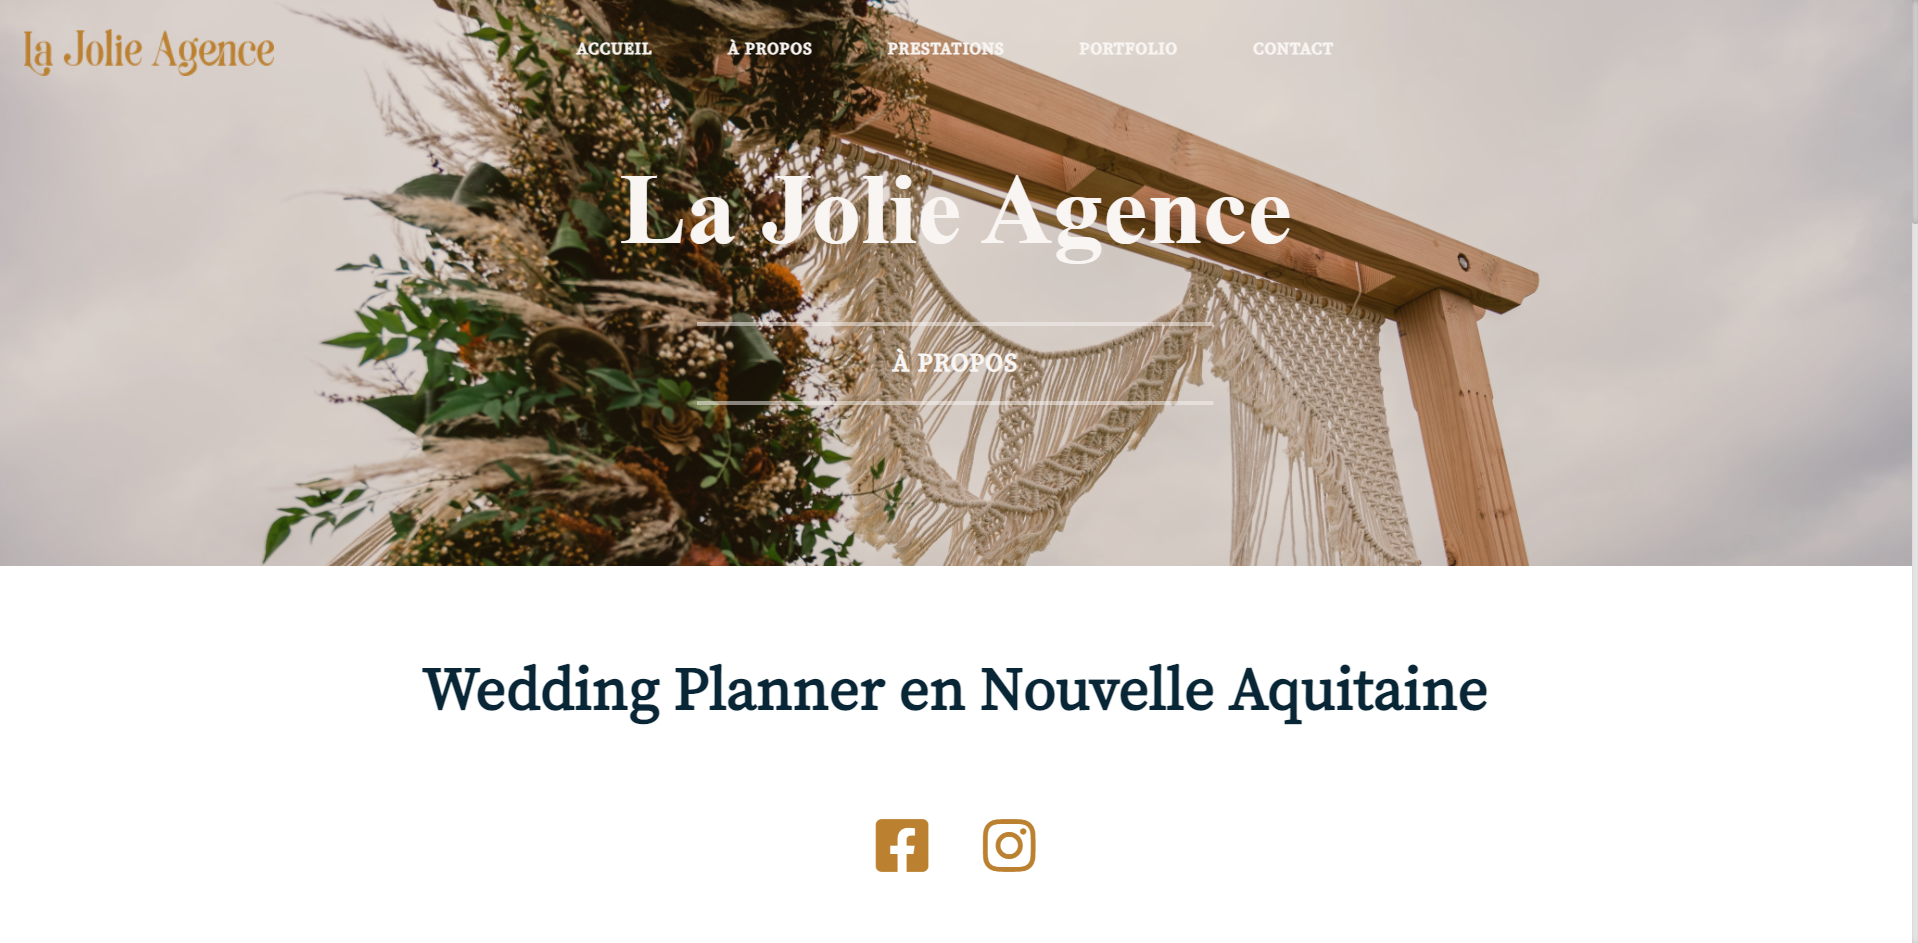 La Jolie Agence
ACCUEIL À PROPOS PRESTATIONS PORTFOLIO CONTACT
La Jolie Agence
À PROPOS
Wedding Planner en Nouvelle Aquitaine